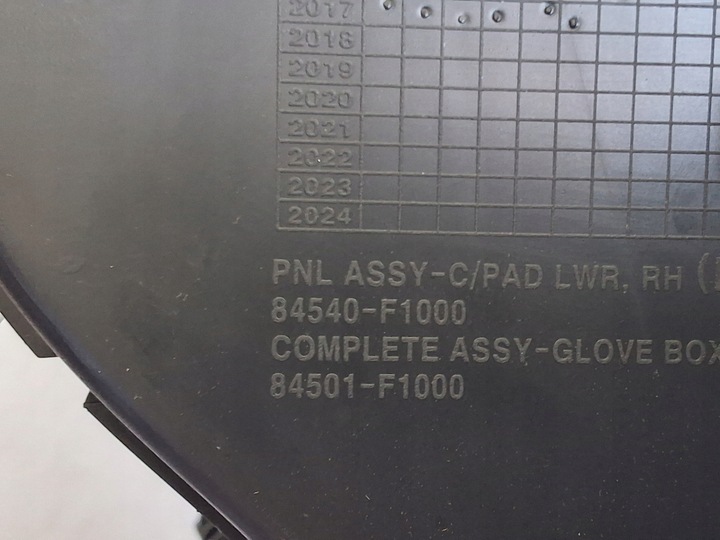 2017
2018
2019
2020
2021
2022
2023
2024
PNL ASSY-C/PAD LWR, RH (
84540-F1000
COMPLETE ASSY-GLOVE BOX
84501-F1000